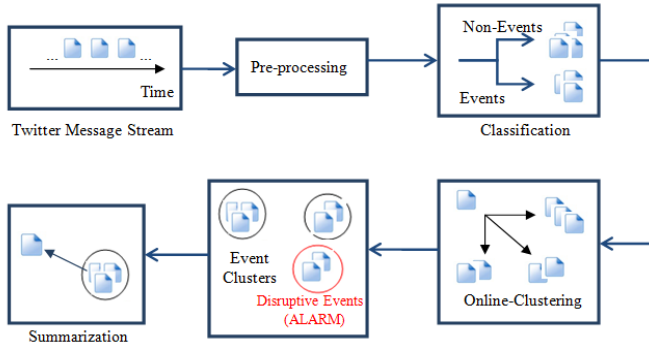 ... ...
Time
Twitter Message Stream
Pre-processing
Non-Events
Events
Classification
Summarization
Event
Clusters
Disruptive Events
(ALARM)
Online-Clustering